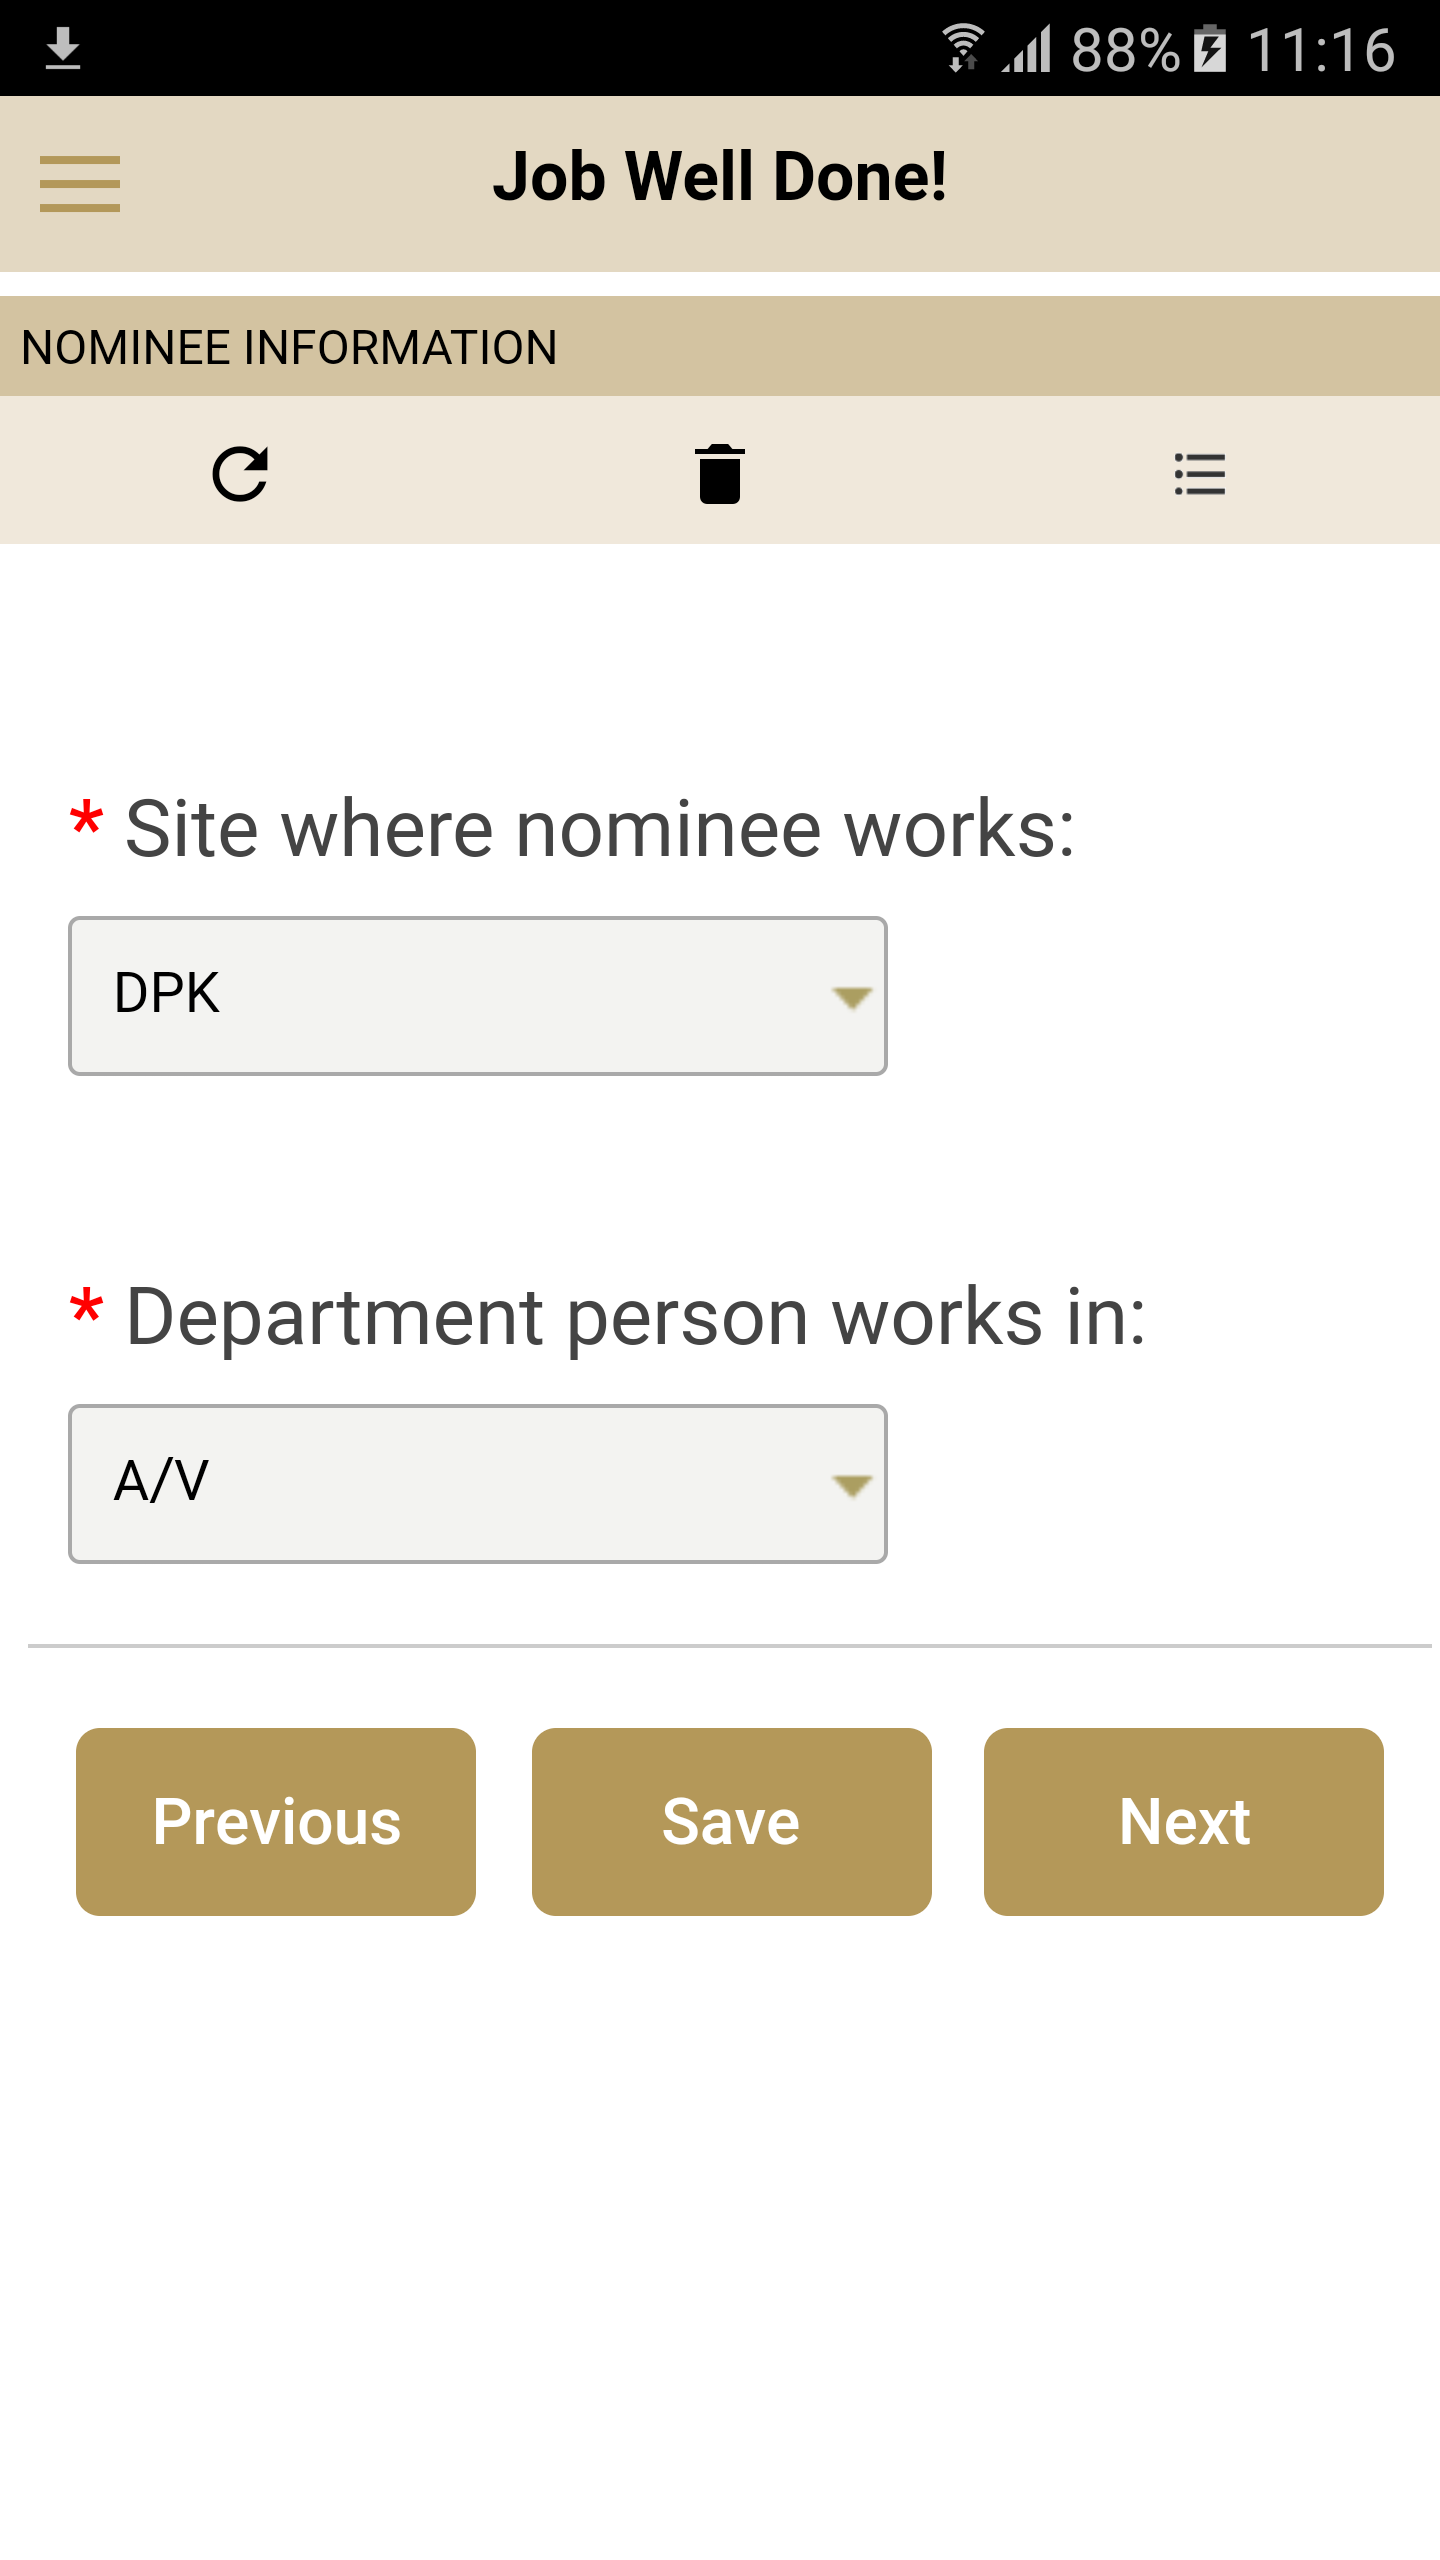 88% 11:16
Job Well Done!
NOMINEE INFORMATION
* Site where nominee works:
DPK
* Department person works in:
A/V
Previous Save Next